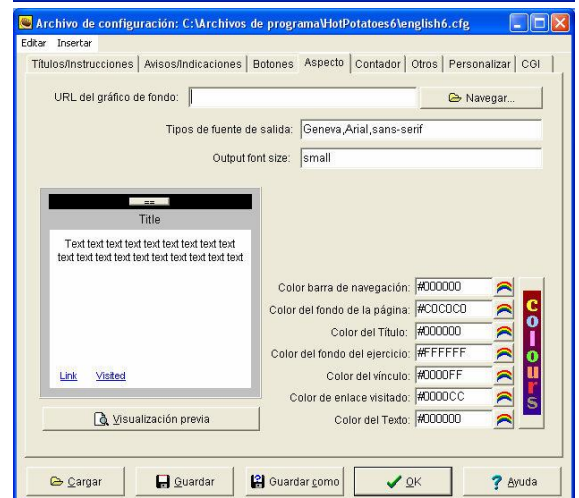 Archivo de configuración: C:\Archivos de programa\HotPotatoes6\english6.cfg
Editar Insertar
Títulos/Instrucciones Avisos/Indicaciones Botones Aspecto Contador Otros Personalizar CGI
URL del gráfico de fondo: Navegar...
Tipos de fuente de salida: Geneva,Arial,sans-serif
Output font size: small
==
Title
Text text text text text text text text text
text text text text text text text text text text
Link Visited
Visualización previa
Color barra de navegación: #000000
Color del fondo de la página: #C0C0C0
Color del Título: #000000
Color del fondo del ejercicio: #FFFFFF
Color del vínculo: #0000FF
Color de enlace visitado: #0000CC
Color del Texto: #000000
Colours
Cargar Guardar Guardar como OK Ayuda